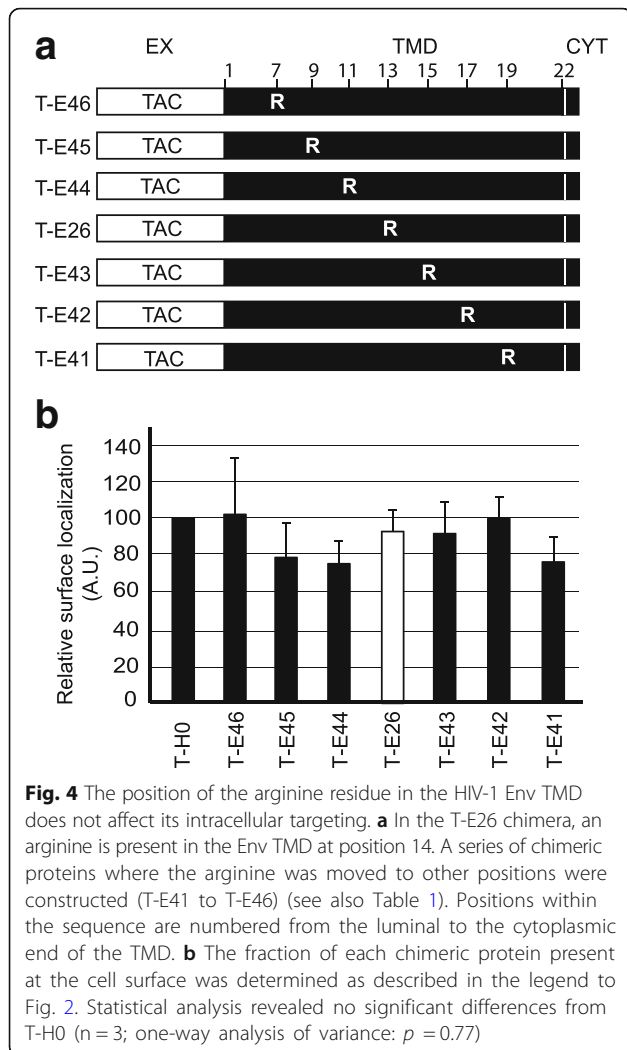 a
EX TMD CYT
1 7 9 11 13 15 17 19 22
T-E46 TAC R
T-E45 TAC R
T-E44 TAC R
T-E26 TAC R
T-E43 TAC R
T-E42 TAC R
T-E41 TAC R
b
Relative surface localization
(A.U.)
140
120
100
80
60
40
20
0
T-H0 T-E46 T-E45 T-E44 T-E26 T-E43 T-E42 T-E41
Fig. 4 The position of the arginine residue in the HIV-1 Env TMD
does not affect its intracellular targeting. a In the T-E26 chimera, an
arginine is present in the Env TMD at position 14. A series of chimeric
proteins where the arginine was moved to other positions were
constructed (T-E41 to T-E46) (see also Table 1). Positions within
the sequence are numbered from the luminal to the cytoplasmic
end of the TMD. b The fraction of each chimeric protein present
at the cell surface was determined as described in the legend to
Fig. 2. Statistical analysis revealed no significant differences from
T-H0 (n = 3; one-way analysis of variance: p = 0.77)